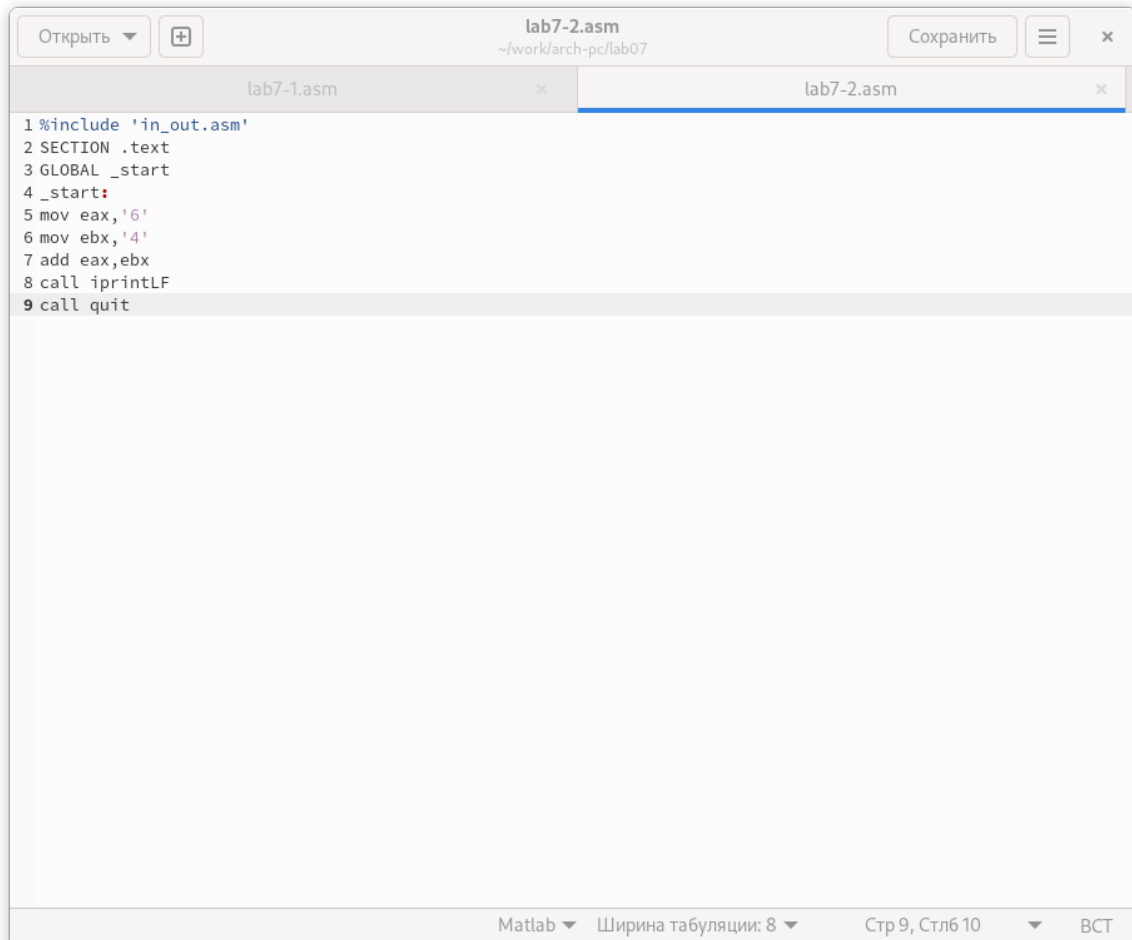 Открыть
lab7-2.asm
~/work/arch-pc/lab07
Сохранить
lab7-1.asm
lab7-2.asm
1 %include 'in_out.asm'
2 SECTION .text
3 GLOBAL _start
4 _start:
5 mov eax,'6'
6 mov ebx,'4'
7 add eax,ebx
8 call iprintLF
9 call quit
Matlab Ширина табуляции: 8 Стр 9, Стлб 10 ВСТ